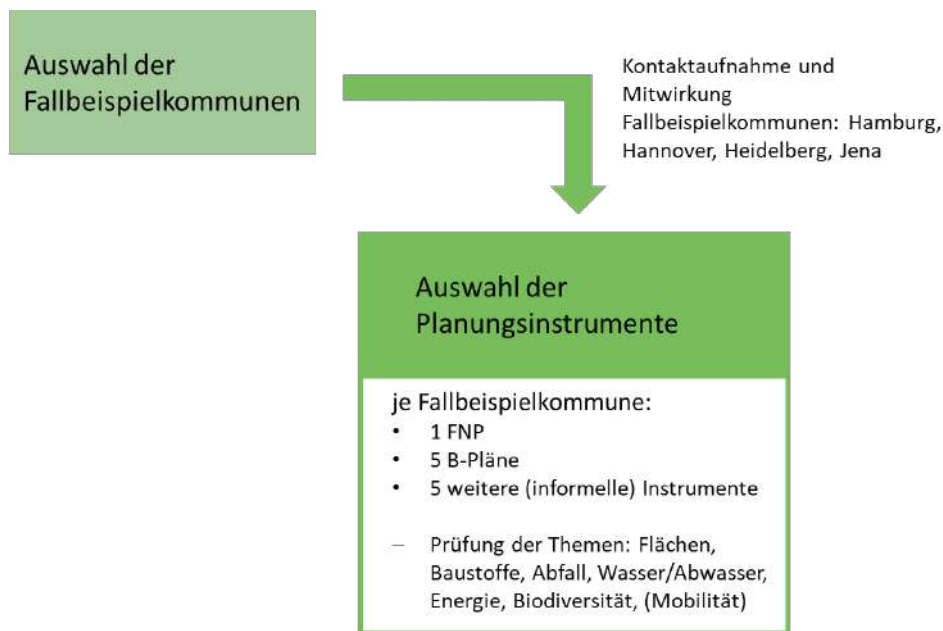 Auswahl der
Fallbeispielkommunen
Kontaktaufnahme und
Mitwirkung
Fallbeispielkommunen: Hamburg,
Hannover, Heidelberg, Jena
Auswahl der
Planungsinstrumente
je Fallbeispielkommune:
• 1 FNP
• 5 B-Pläne
• 5 weitere (informelle) Instrumente
– Prüfung der Themen: Flächen,
Baustoffe, Abfall, Wasser/Abwasser,
Energie, Biodiversität, (Mobilität)